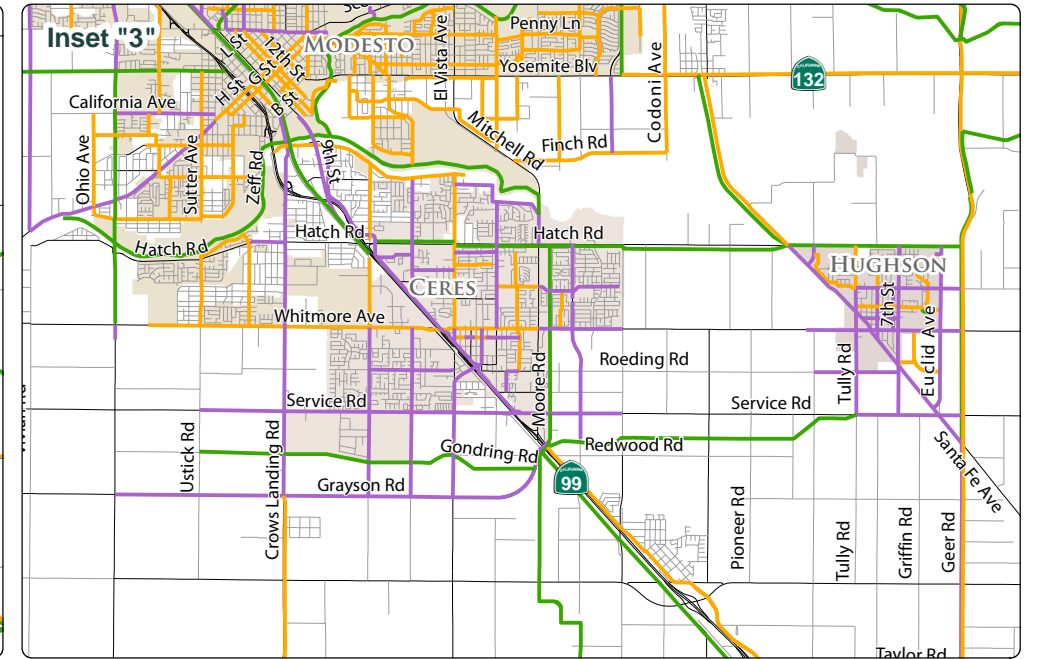 Sc
Inset "3"
L St
12th St
MODESTO
El Vista Ave
Penny Ln
Yosemite Blv
Codoni Ave
CALIFORNIA
132
California Ave
H St
G St
B St
Ohio Ave
Sutter Ave
Zeff Rd
9th St
Mitchell Rd
Finch Rd
Hatch Rd
Hatch Rd
Hatch Rd
CERES
HUGHSON
7th St
Whitmore Ave
Euclid Ave
Tully Rd
Roeding Rd
Moore Rd
Service Rd
Service Rd
Ustick Rd
Crows Landing Rd
Gondring Rd
Redwood Rd
Santa Fe Ave
Grayson Rd
CALIFORNIA
99
Pioneer Rd
Tully Rd
Griffin Rd
Geer Rd
Taylor Rd